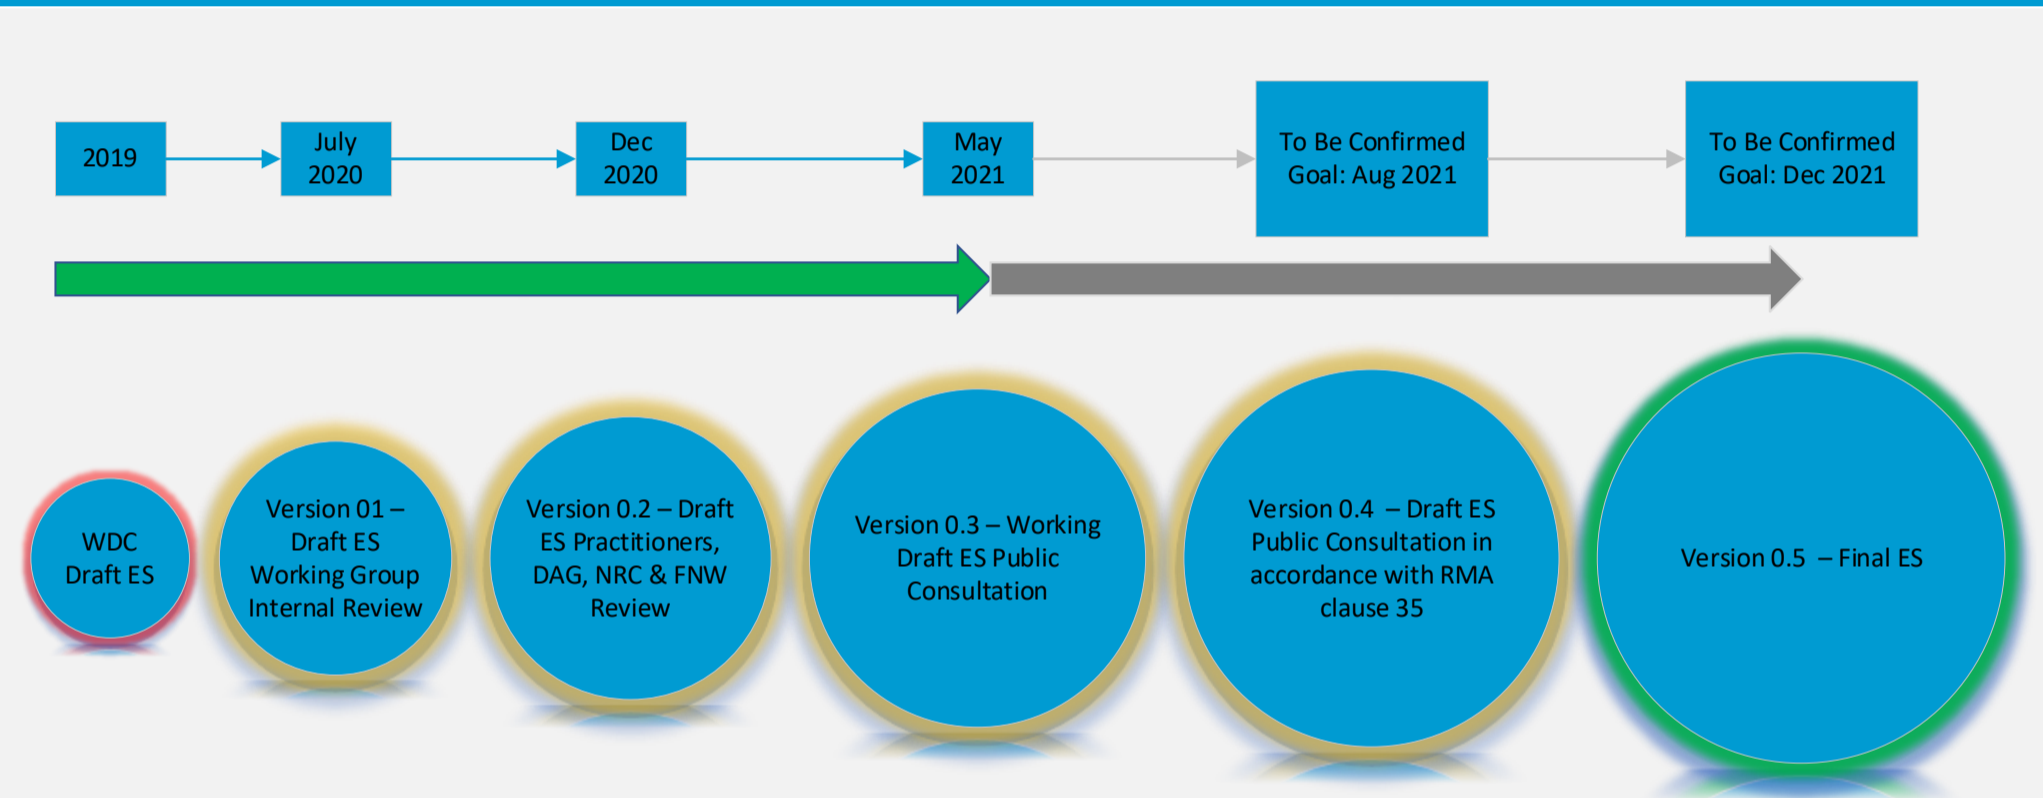 2019
July
2020
Dec
2020
May
2021
To Be Confirmed
Goal: Aug 2021
To Be Confirmed
Goal: Dec 2021
WDC
Draft ES
Version 01 –
Draft ES
Working Group
Internal Review
Version 0.2 – Draft
ES Practitioners,
DAG, NRC & FNW
Review
Version 0.3 – Working
Draft ES Public
Consultation
Version 0.4 – Draft ES
Public Consultation in
accordance with RMA
clause 35
Version 0.5 – Final ES